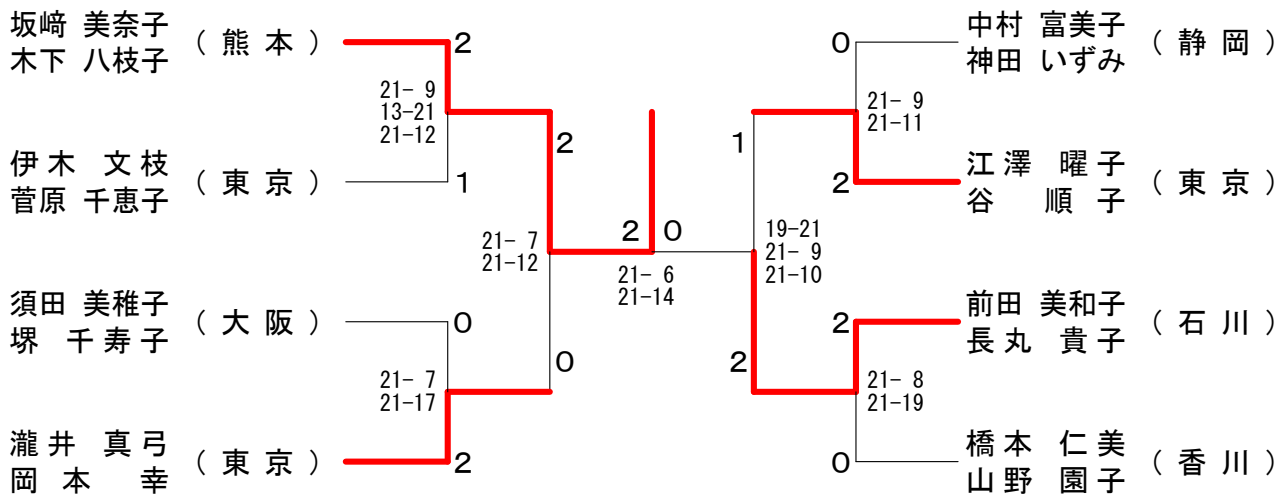 坂﨑 美奈子
木下 八枝子
( 熊 本 )
2
21- 9
13-21
21-12
伊 木 文 枝
菅原 千恵子
( 東 京 )
1
2
21- 7
21-12
須田 美稚子
堺 千 寿 子
( 大 阪 )
0
21- 7
21-17
0
瀧 井 真 弓
岡 本 幸
( 東 京 )
2
2 0
21- 6
21-14
中村 富美子
神田 いずみ
( 静 岡 )
0
21- 9
21-11
1
江 澤 曜 子
谷 順 子
( 東 京 )
2
19-21
21- 9
21-10
前田 美和子
長 丸 貴 子
( 石 川 )
2
2
21- 8
21-19
橋 本 仁 美
山 野 園 子
( 香 川 )
0